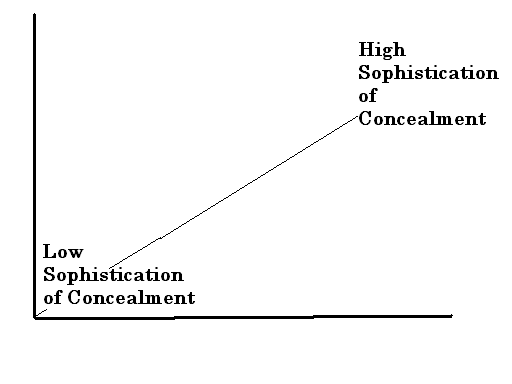 High
Sophistication
of
Concealment
Low
Sophistication
of Concealment